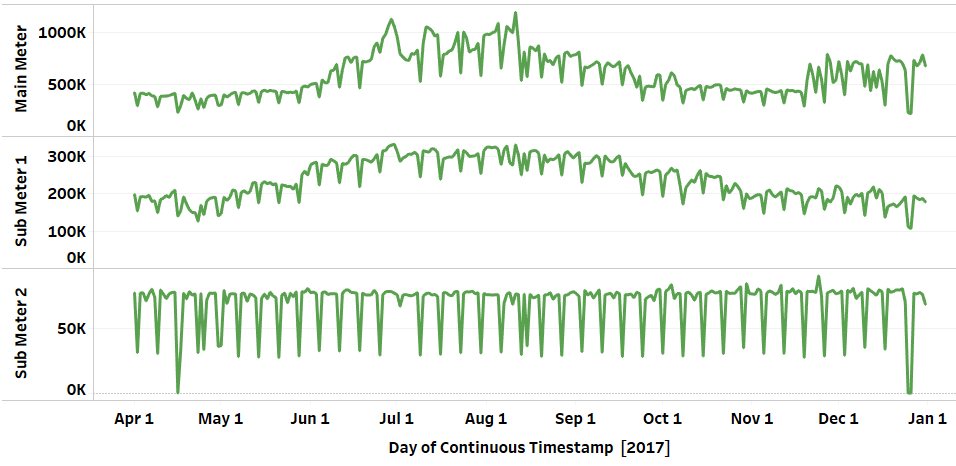 Main Meter
1000K
500K
0K
Sub Meter 1
300K
200K
100K
0K
Sub Meter 2
50K
0K
Apr 1 May 1 Jun 1 Jul 1 Aug 1 Sep 1 Oct 1 Nov 1 Dec 1 Jan 1
Day of Continuous Timestamp [2017]